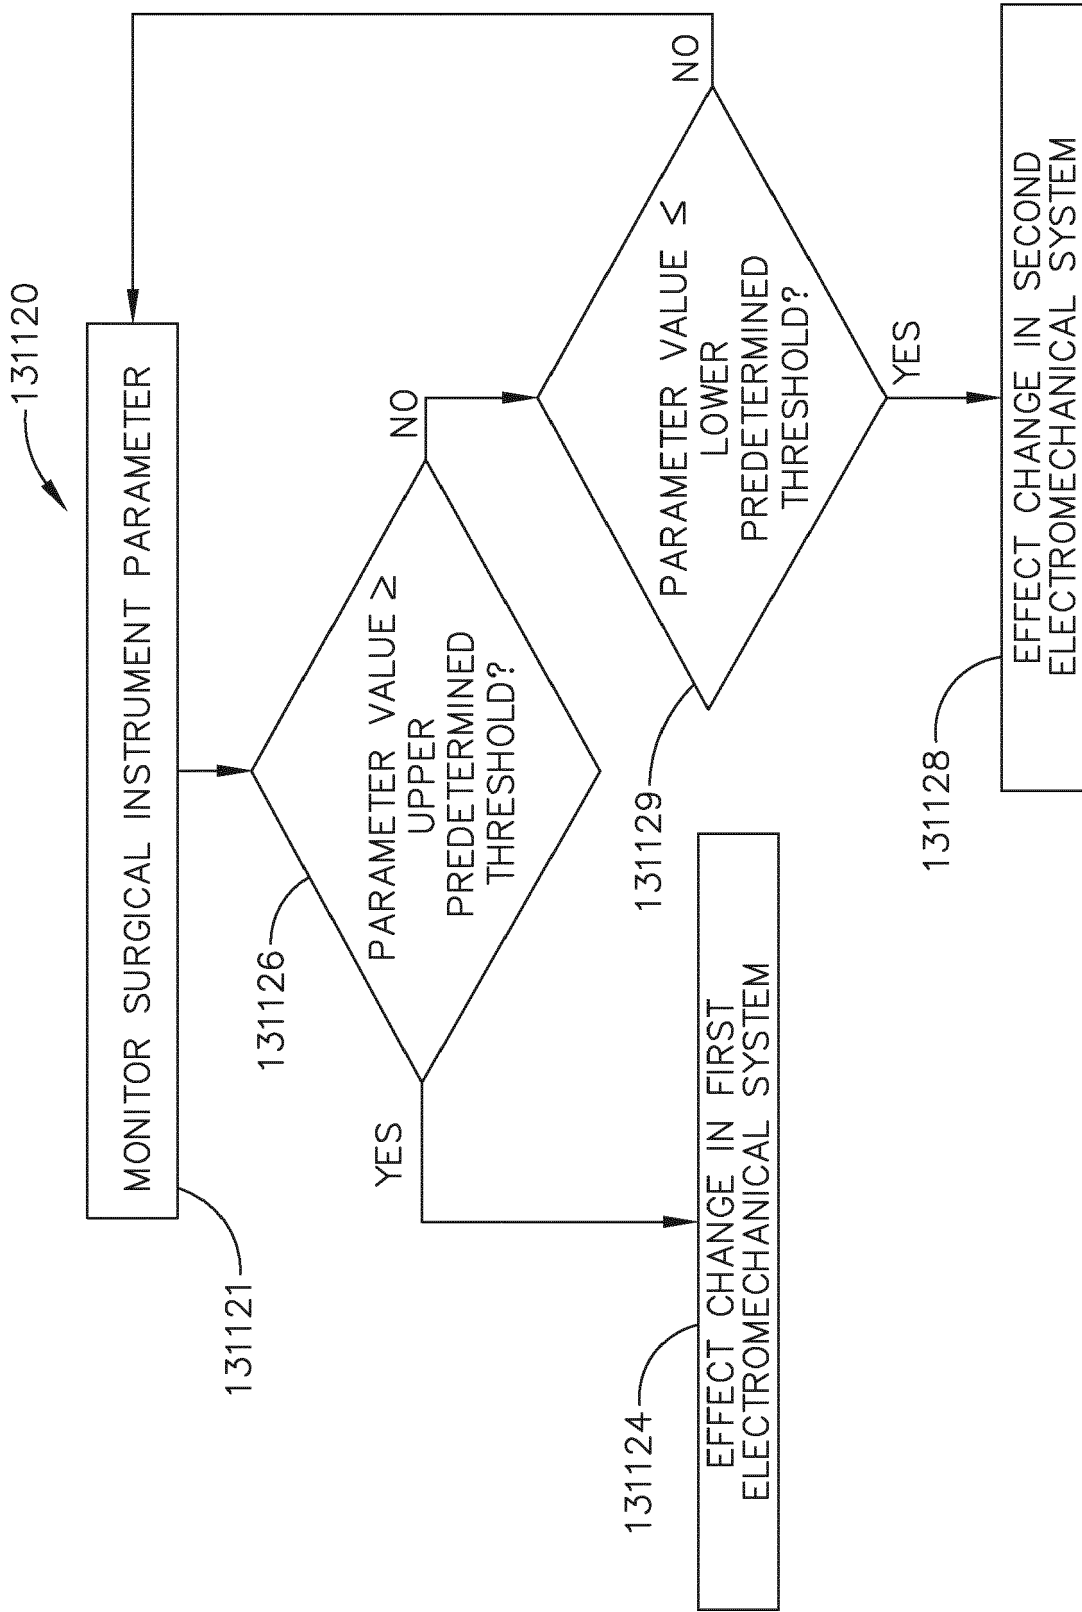 131120
MONITOR SURGICAL INSTRUMENT PARAMETER
131121
131126
PARAMETER VALUE ≥
UPPER
PREDETERMINED
THRESHOLD?
YES
NO
131124
EFFECT CHANGE IN FIRST
ELECTROMECHANICAL SYSTEM
131129
PARAMETER VALUE ≤
LOWER
PREDETERMINED
THRESHOLD?
NO
YES
131128
EFFECT CHANGE IN SECOND
ELECTROMECHANICAL SYSTEM